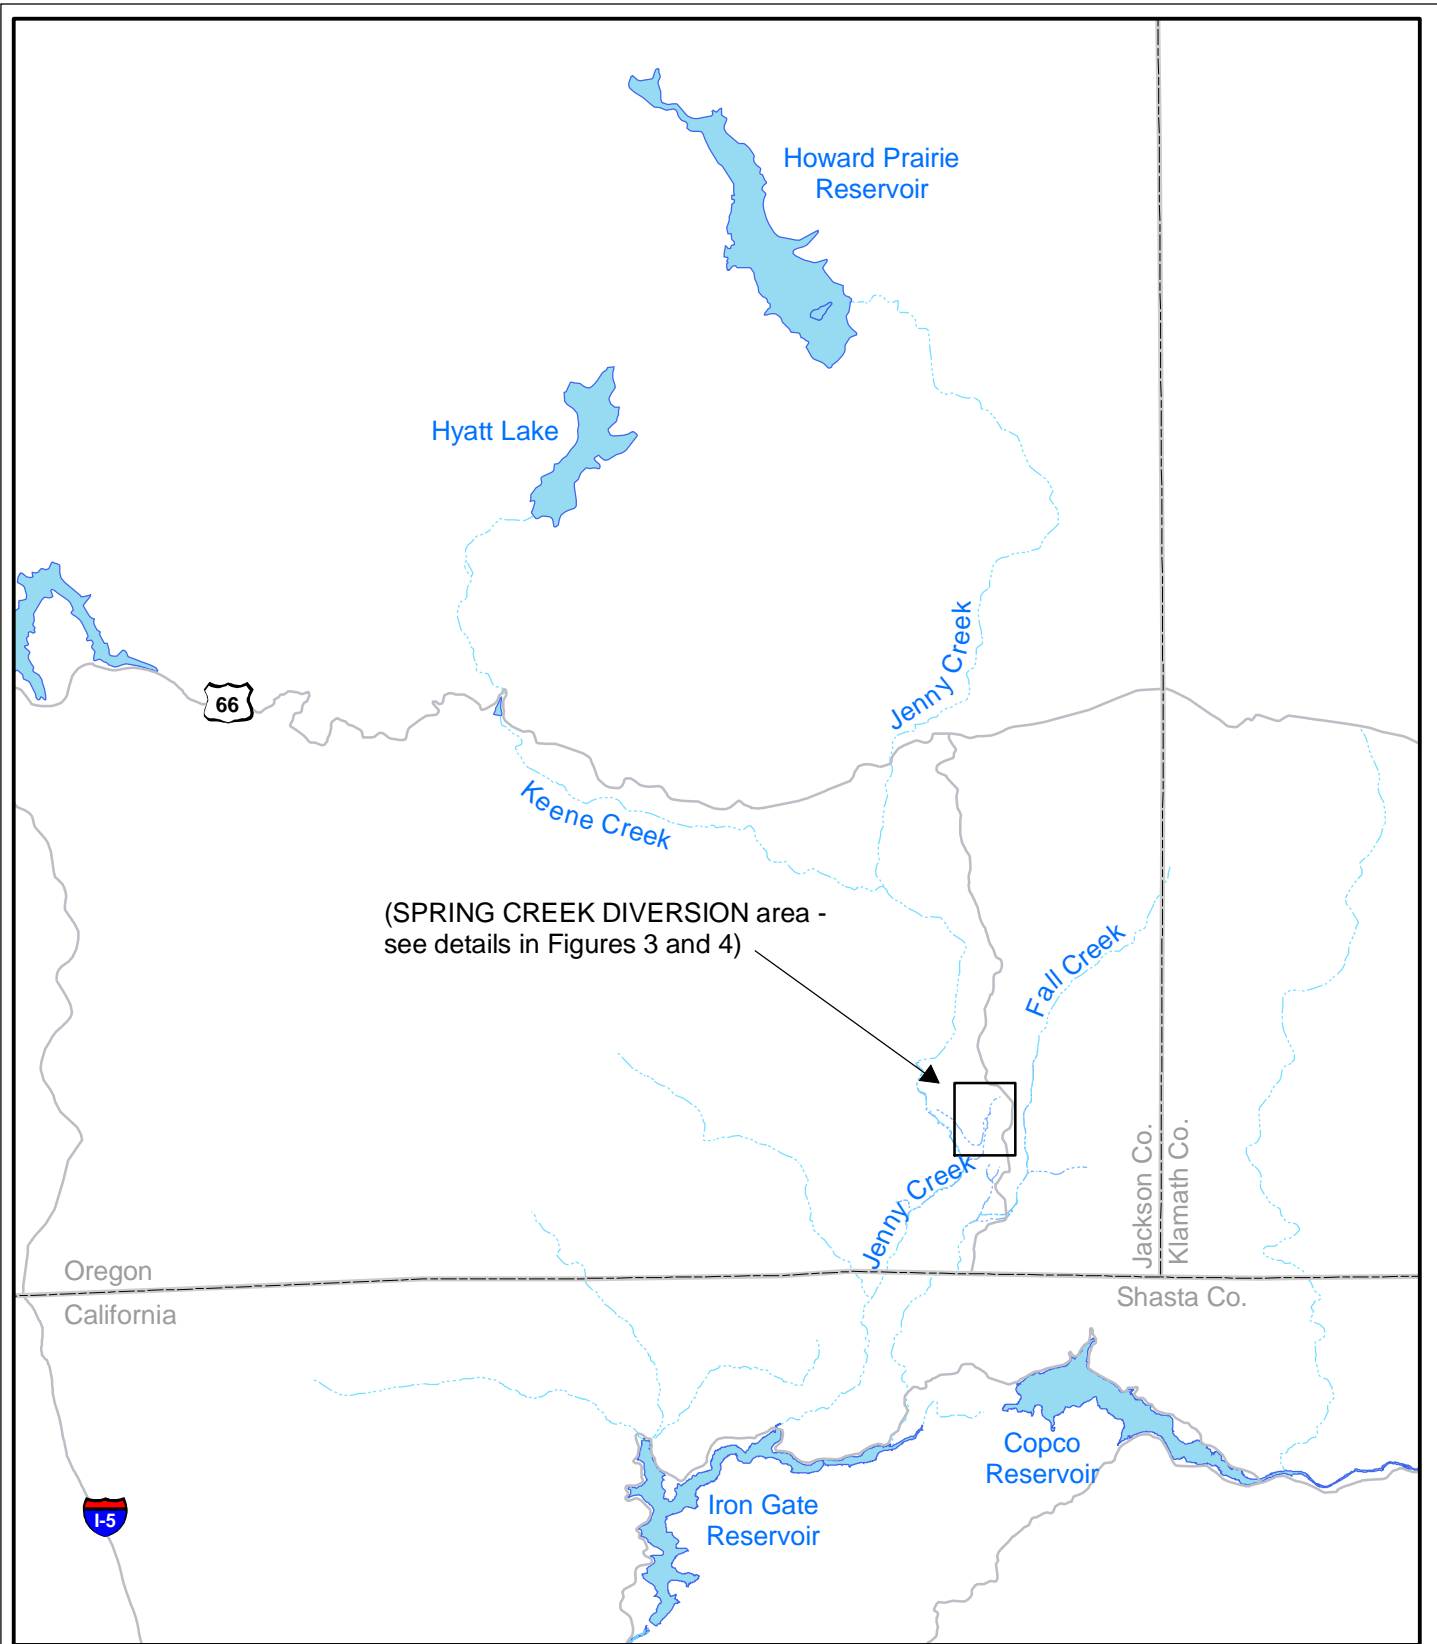 Howard Prairie
Reservoir
Hyatt Lake
Jenny Creek
66
Keene Creek
(SPRING CREEK DIVERSION area -
see details in Figures 3 and 4)
Fall Creek
Jenny Creek
Jackson Co.
Klamath Co.
Oregon
California
Shasta Co.
Copco
Reservoir
Iron Gate
Reservoir
I-5